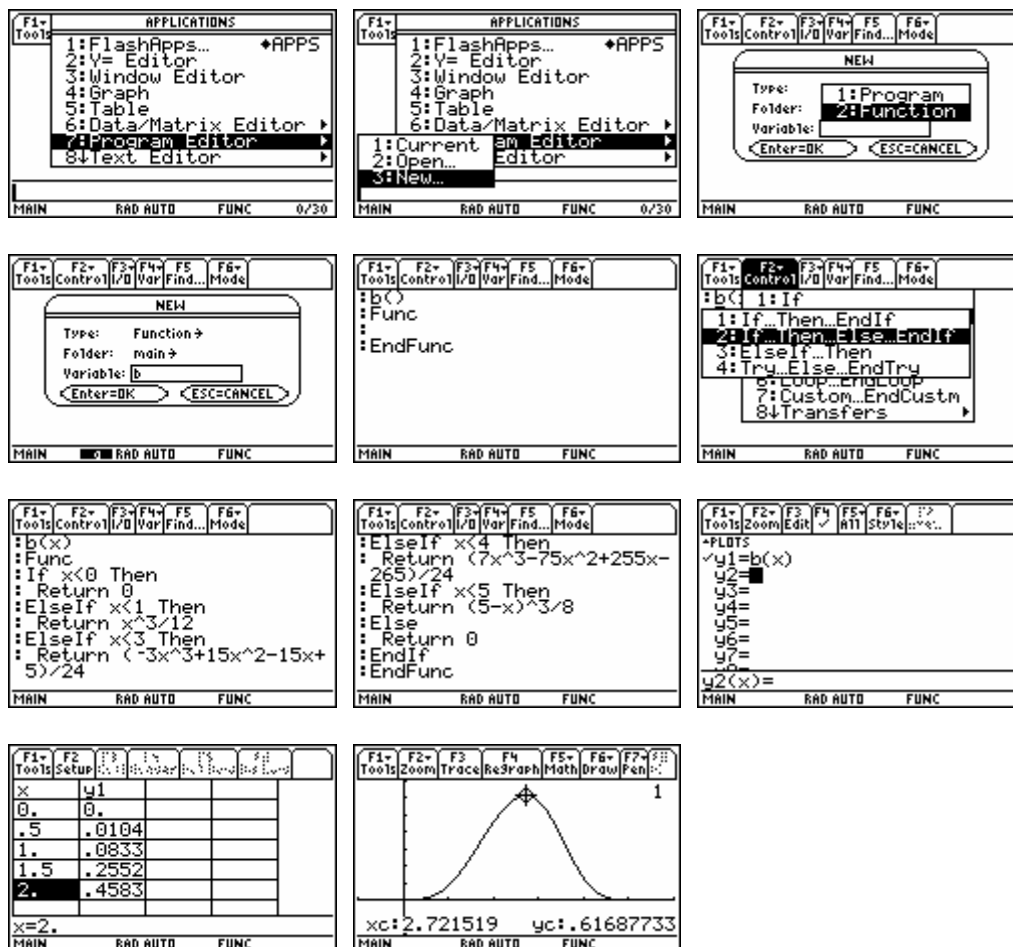 F1▾ Tools
APPLICATIONS
1:FlashApps… ◆APPS
2:Y= Editor
3:Window Editor
4:Graph
5:Table
6:Data/Matrix Editor ▸
7:Program Editor ▸
8↓Text Editor ▸
MAIN RAD AUTO FUNC 0/30
F1▾ Tools
APPLICATIONS
1:FlashApps… ◆APPS
2:Y= Editor
3:Window Editor
4:Graph
5:Table
6:Data/Matrix Editor ▸
am Editor ▸
Editor ▸
1:Current
2:Open…
3:New…
MAIN RAD AUTO FUNC 0/30
F1▾ F2▾ F3▾ F4▾ F5 F6▾
Tools Control I/O Var Find… Mode
NEW
Type: 1:Program
Folder: 2:Function
Variable:
Enter=OK ESC=CANCEL
MAIN RAD AUTO FUNC
F1▾ F2▾ F3▾ F4▾ F5 F6▾
Tools Control I/O Var Find… Mode
NEW
Type: Function→
Folder: main→
Variable: b
Enter=OK ESC=CANCEL
MAIN RAD AUTO FUNC
F1▾ F2▾ F3▾ F4▾ F5 F6▾
Tools Control I/O Var Find… Mode
:b()
:Func
:
:EndFunc
MAIN RAD AUTO FUNC
F1▾ F2▾ F3▾ F4▾ F5 F6▾
Tools Control I/O Var Find… Mode
:b( 1:If
1:If…Then…EndIf
2:If…Then…Else…EndIf
3:ElseIf…Then
4:Try…Else…EndTry
6:Loop…EndLoop
7:Custom…EndCustm
8↓Transfers ▸
MAIN RAD AUTO FUNC
F1▾ F2▾ F3▾ F4▾ F5 F6▾
Tools Control I/O Var Find… Mode
:b(x)
:Func
:If x<0 Then
: Return 0
:ElseIf x<1 Then
: Return x^3/12
:ElseIf x<3 Then
: Return (-3x^3+15x^2-15x+
5)/24
MAIN RAD AUTO FUNC
F1▾ F2▾ F3▾ F4▾ F5 F6▾
Tools Control I/O Var Find… Mode
:ElseIf x<4 Then
: Return (7x^3-75x^2+255x-
265)/24
:ElseIf x<5 Then
: Return (5-x)^3/8
:Else
: Return 0
:EndIf
:EndFunc
MAIN RAD AUTO FUNC
F1▾ F2▾ F3 F4 F5▾ F6▾
Tools Zoom Edit ✓ All Style
▴PLOTS
✓y1=b(x)
y2=
y3=
y4=
y5=
y6=
y7=
y2(x)=
MAIN RAD AUTO FUNC
F1▾ F2
Tools Setup
x y1
0. 0.
.5 .0104
1. .0833
1.5 .2552
2. .4583
x=2.
MAIN RAD AUTO FUNC
F1▾ F2▾ F3 F4 F5▾ F6▾ F7▾
Tools Zoom Trace ReGraph Math Draw Pen
1
xc:2.721519 yc:.61687733
MAIN RAD AUTO FUNC